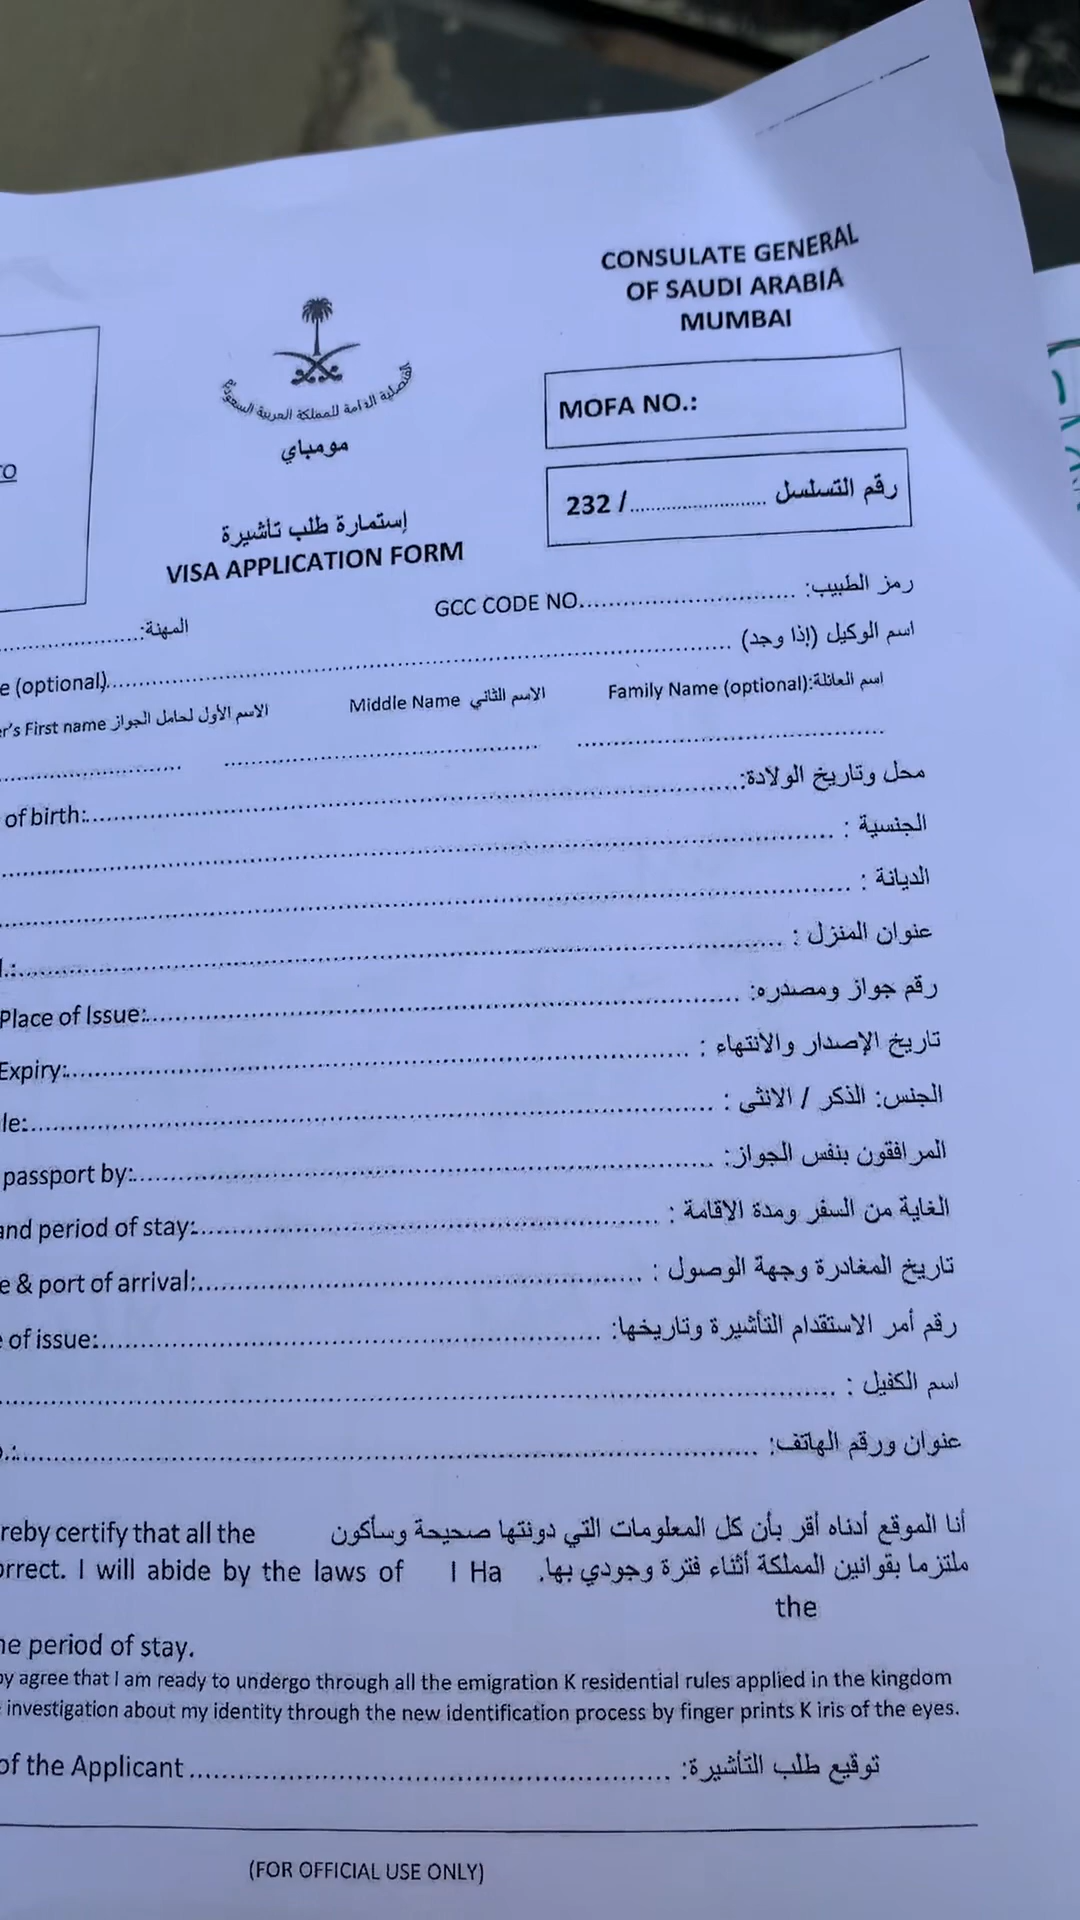 CONSULATE GENERAL
OF SAUDI ARABIA
MUMBAI
القنصلية العامة للمملكة العربية السعودية
مومباي
MOFA NO.:
232 /........................ رقم التسلسل
إستمارة طلب تأشيرة
VISA APPLICATION FORM
GCC CODE NO........................... رمز الطبيب:
المهنة:
(optional)........................... اسم الوكيل (إذا وجد)
First name الاسم الأول لحامل الجواز Middle Name الاسم الثاني Family Name (optional): اسم العائلة
of birth:........................... محل وتاريخ الولادة:
........................... الجنسية :
........................... الديانة :
........................... عنوان المنزل :
Place of Issue:........................... رقم جواز ومصدره:
Expiry:........................... تاريخ الإصدار والانتهاء :
........................... الجنس: الذكر / الانثى :
passport by:........................... المرافقون بنفس الجواز:
and period of stay:........................... الغاية من السفر ومدة الاقامة :
& port of arrival:........................... تاريخ المغادرة وجهة الوصول :
of issue:........................... رقم أمر الاستقدام التأشيرة وتاريخها:
........................... اسم الكفيل :
........................... عنوان ورقم الهاتف:
certify that all the أنا الموقع أدناه أقر بأن كل المعلومات التي دونتها صحيحة وسأكون
I will abide by the laws of I Ha ملتزما بقوانين المملكة أثناء فترة وجودي بها.
the
period of stay.
agree that I am ready to undergo through all the emigration K residential rules applied in the kingdom
investigation about my identity through the new identification process by finger prints K iris of the eyes.
of the Applicant ........................... توقيع طلب التأشيرة:
(FOR OFFICIAL USE ONLY)